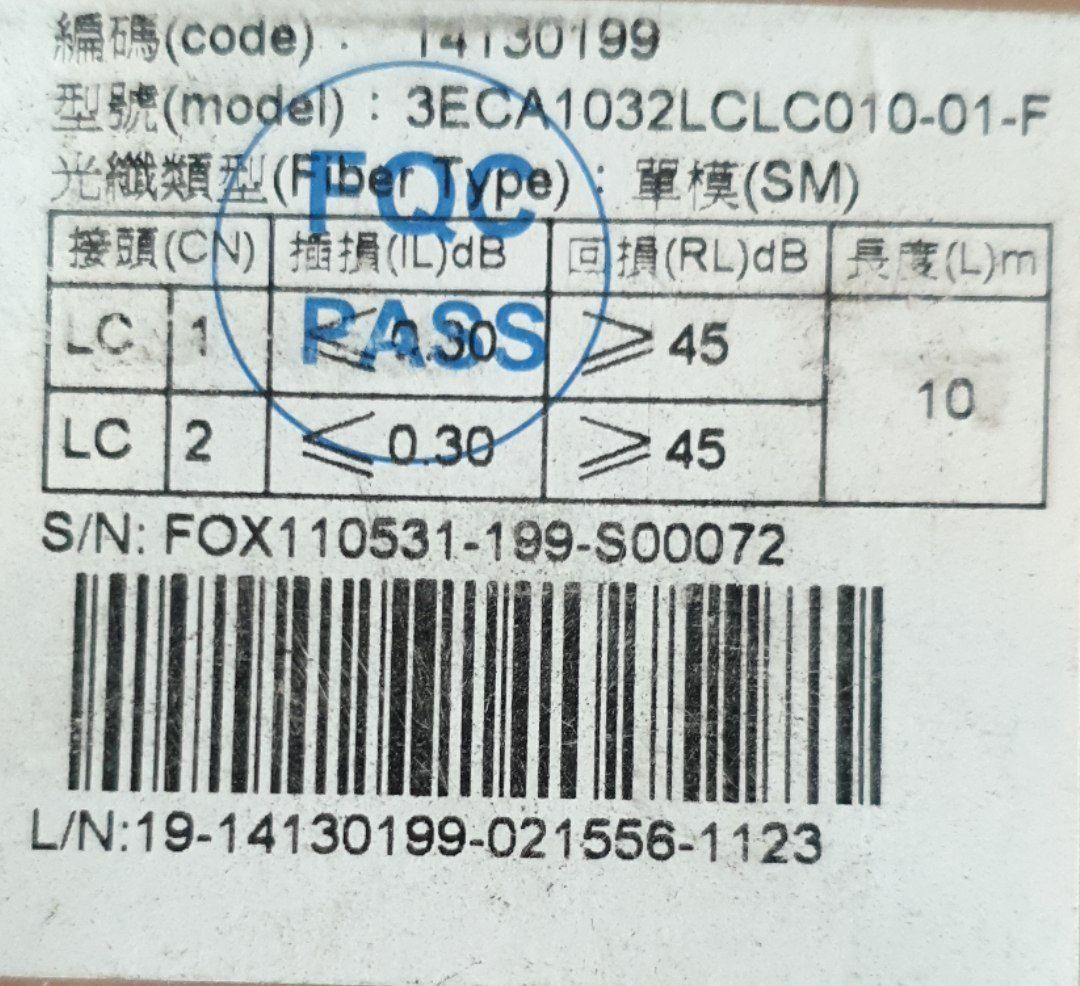 編碼(code) : 14130199
型號(model) : 3ECA1032LCLC010-01-F
光纖類型(Fiber Type) : 單模(SM)
FQC
PASS
接頭(CN) 插損(IL)dB 回損(RL)dB 長度(L)m
LC 1 ≤0.30 ≥45 10
LC 2 ≤0.30 ≥45
S/N: FOX110531-199-S00072
L/N:19-14130199-021556-1123